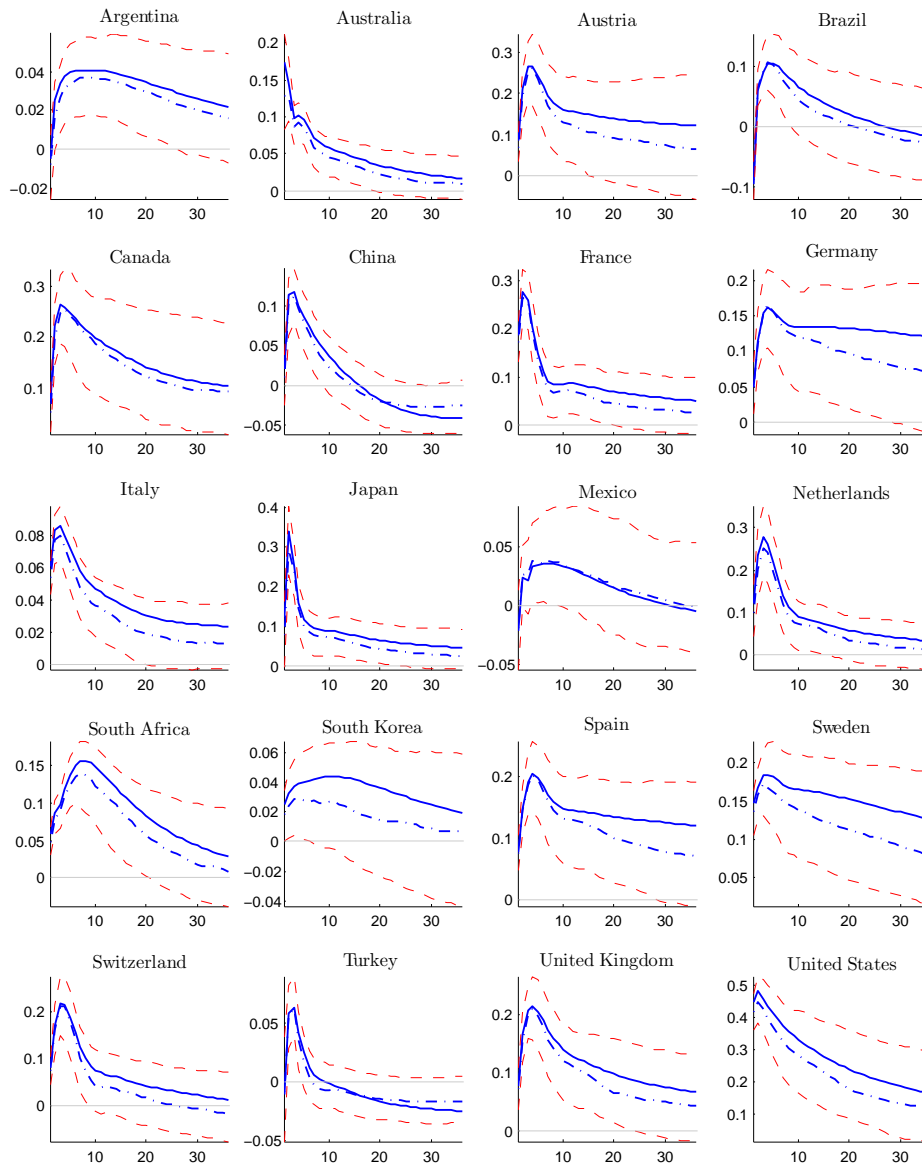 Argentina
Australia
Austria
Brazil
0.04
0.02
0
−0.02
10 20 30
0.2
0.15
0.1
0.05
0
10 20 30
0.3
0.2
0.1
0
10 20 30
0.1
0
−0.1
10 20 30
Canada
China
France
Germany
0.3
0.2
0.1
10 20 30
0.1
0.05
0
−0.05
10 20 30
0.3
0.2
0.1
0
10 20 30
0.2
0.15
0.1
0.05
0
10 20 30
Italy
Japan
Mexico
Netherlands
0.08
0.06
0.04
0.02
0
10 20 30
0.4
0.3
0.2
0.1
0
10 20 30
0.05
0
−0.05
10 20 30
0.3
0.2
0.1
0
10 20 30
South Africa
South Korea
Spain
Sweden
0.15
0.1
0.05
0
10 20 30
0.06
0.04
0.02
0
−0.02
−0.04
10 20 30
0.2
0.1
0
10 20 30
0.2
0.15
0.1
0.05
10 20 30
Switzerland
Turkey
United Kingdom
United States
0.2
0.1
0
10 20 30
0.05
0
−0.05
10 20 30
0.2
0.1
0
10 20 30
0.5
0.4
0.3
0.2
0.1
10 20 30